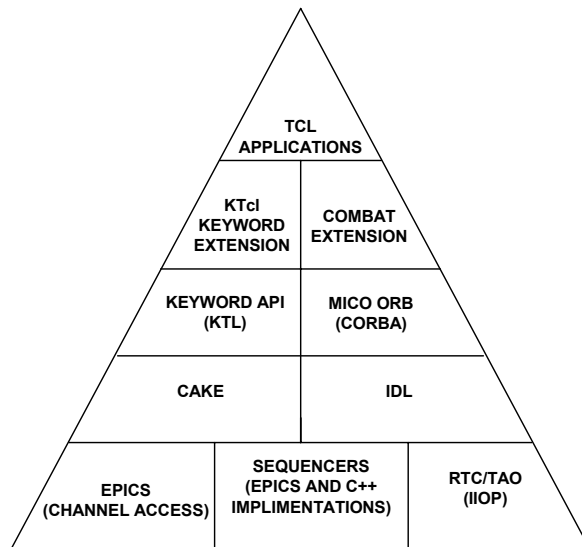 TCL
APPLICATIONS
KTcl
KEYWORD
EXTENSION
COMBAT
EXTENSION
KEYWORD API
(KTL)
MICO ORB
(CORBA)
CAKE
IDL
EPICS
(CHANNEL ACCESS)
SEQUENCERS
(EPICS AND C++
IMPLIMENTATIONS)
RTC/TAO
(IIOP)